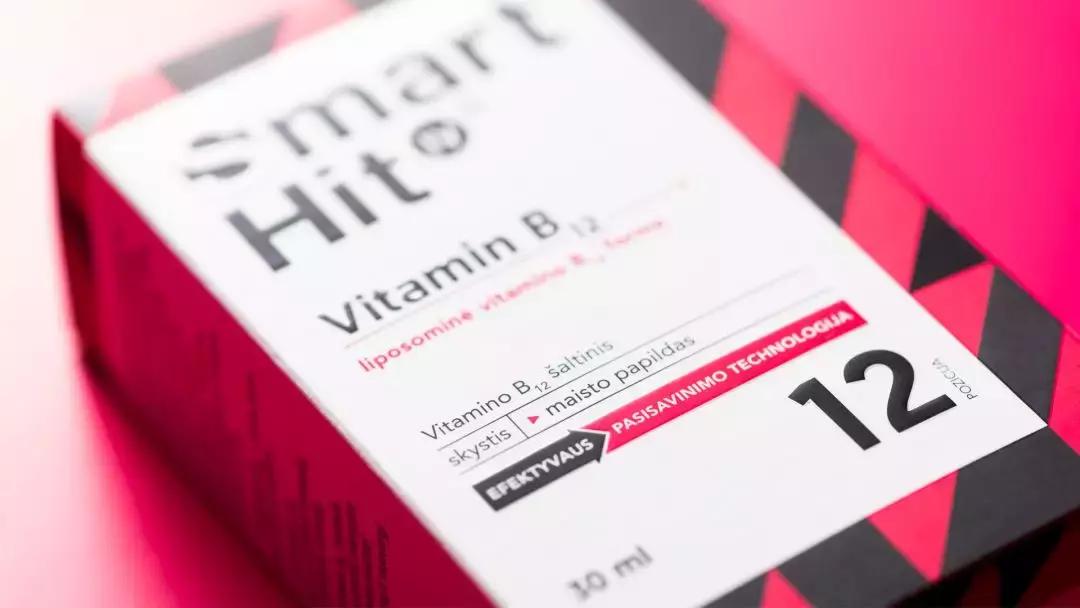 smart
Hit IV
Vitamin B12
liposominė vitamino B12 forma
Vitamino B12 šaltinis
skystis ▸ maisto papildas
EFEKTYVAUS PASISAVINIMO TECHNOLOGIJA
12 POZICIJA
30 ml